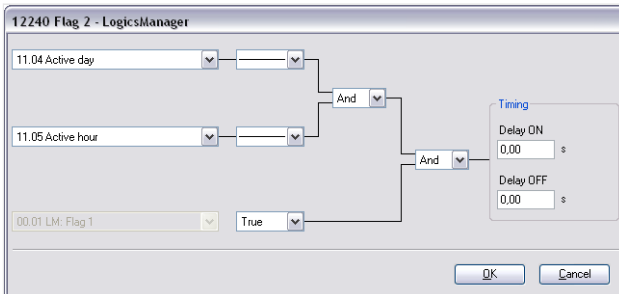 12240 Flag 2 - LogicsManager
11.04 Active day
And
Timing
Delay ON
11.05 Active hour
0,00 s
And
Delay OFF
0,00 s
00.01 LM: Flag 1
True
OK Cancel